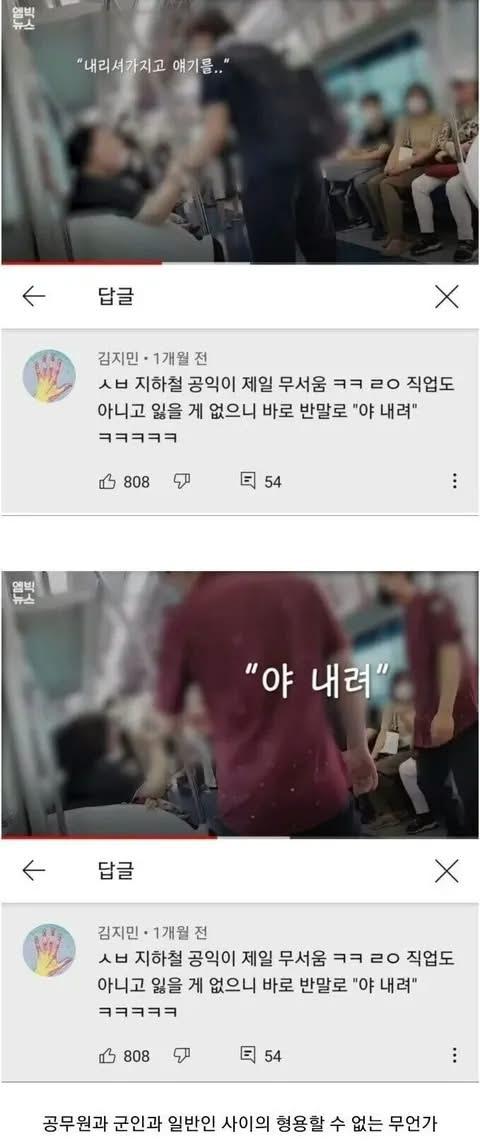 엠빅
뉴스
"내리셔가지고 얘기를.."
답글
김지민 • 1개월 전
ㅅㅂ 지하철 공익이 제일 무서움 ㅋㅋ ㄹㅇ 직업도
아니고 잃을 게 없으니 바로 반말로 "야 내려"
ㅋㅋㅋㅋㅋ
808 54
엠빅
뉴스
"야 내려"
답글
김지민 • 1개월 전
ㅅㅂ 지하철 공익이 제일 무서움 ㅋㅋ ㄹㅇ 직업도
아니고 잃을 게 없으니 바로 반말로 "야 내려"
ㅋㅋㅋㅋㅋ
808 54
공무원과 군인과 일반인 사이의 형용할 수 없는 무언가